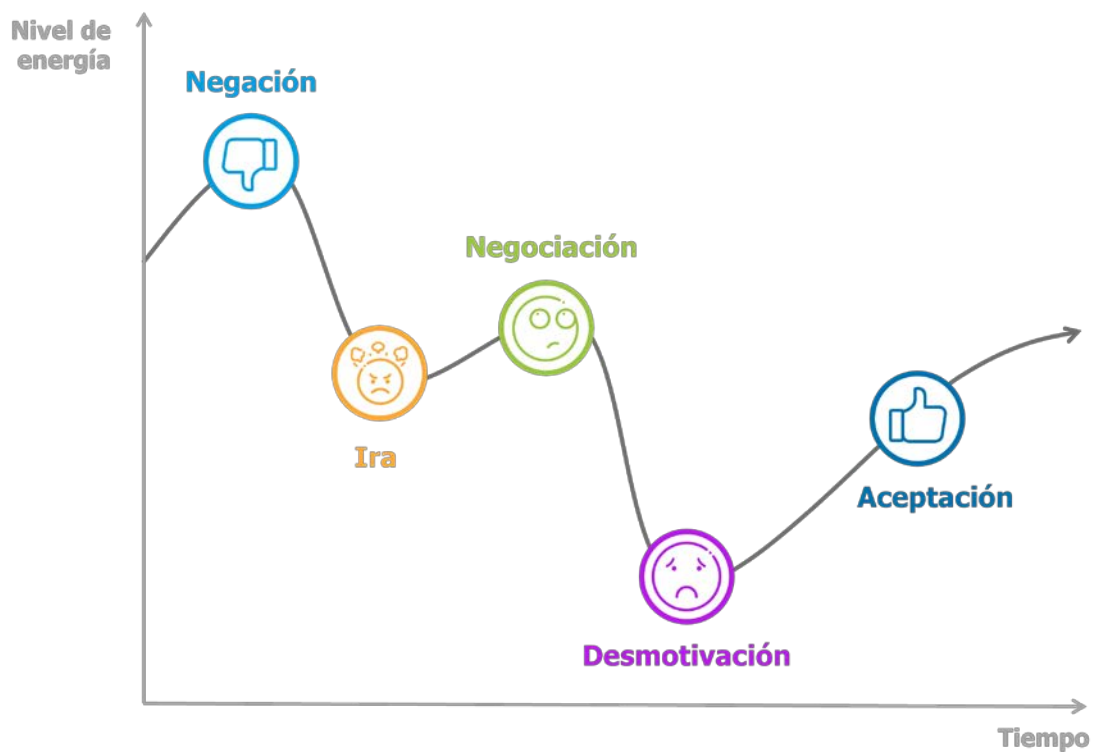 Nivel de
energía
Negación
Negociación
Ira
Aceptación
Desmotivación
Tiempo